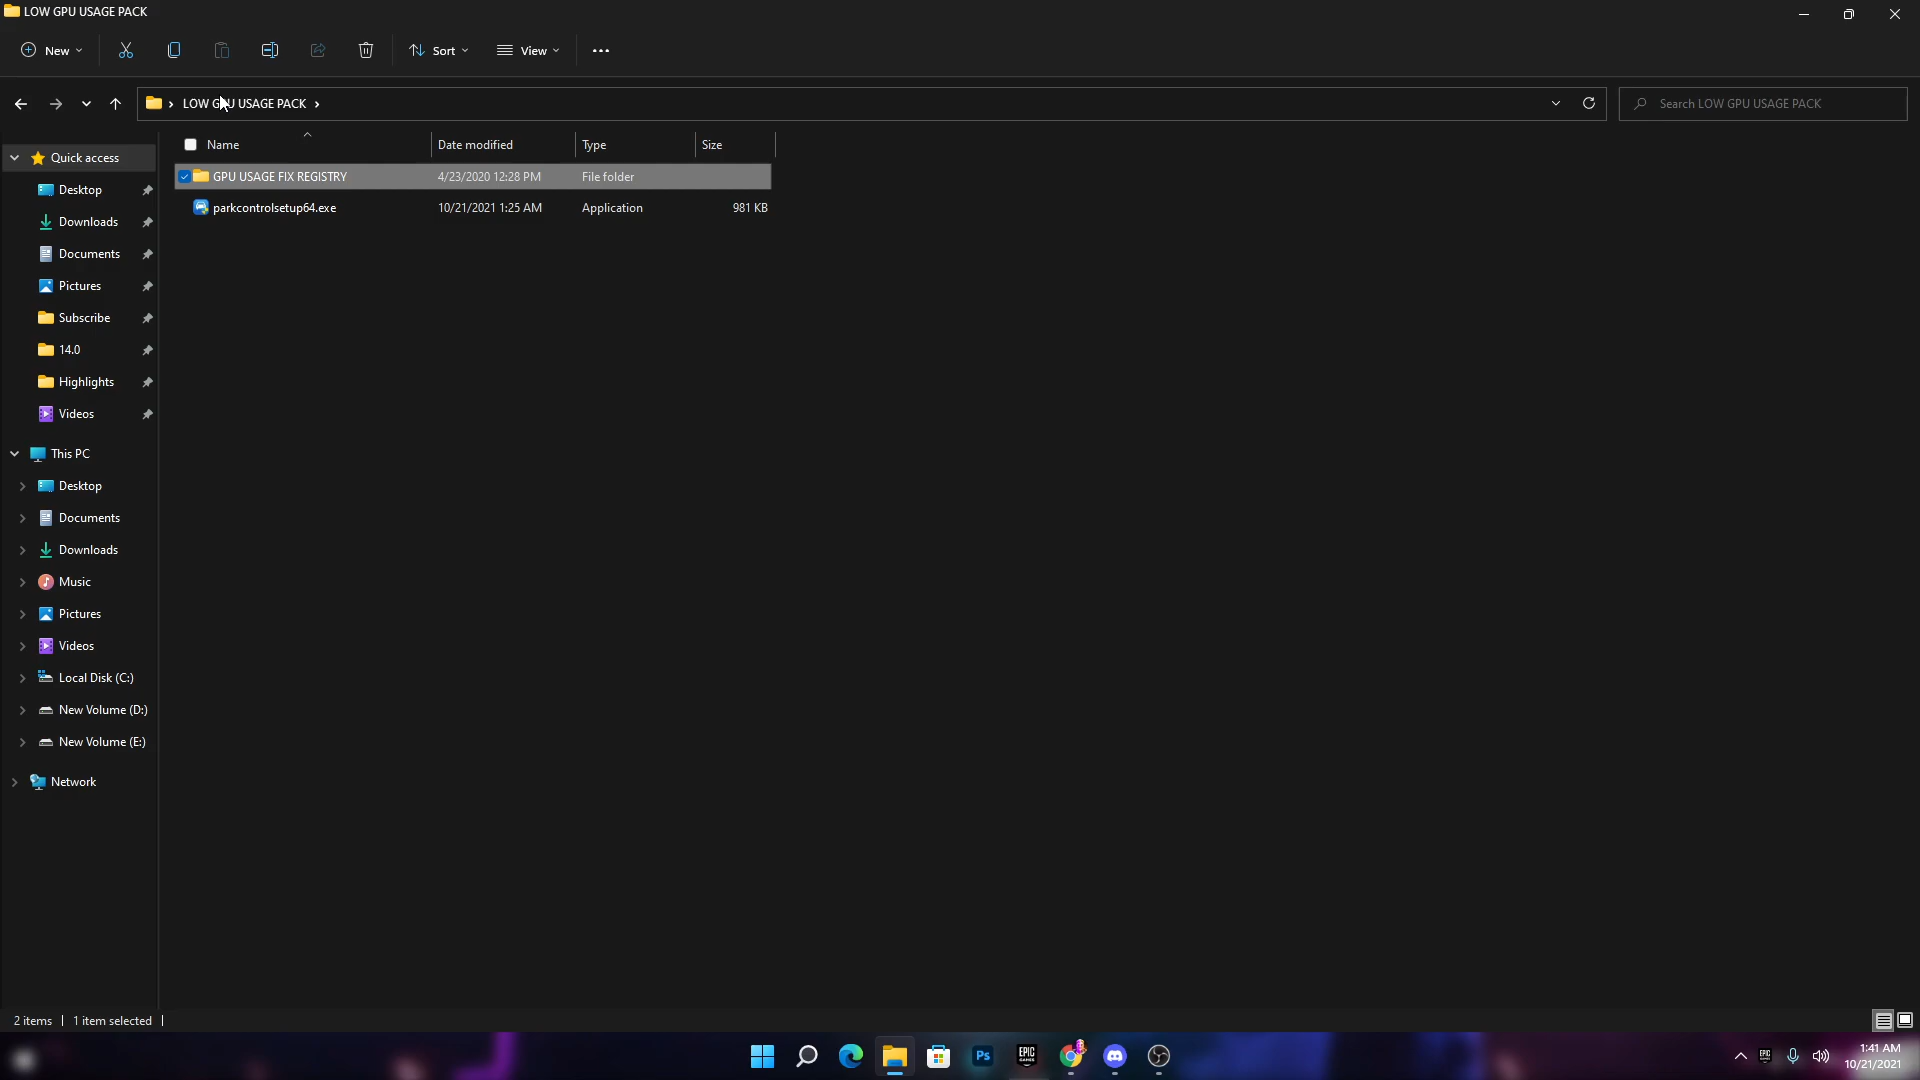 LOW GPU USAGE PACK
New
Sort
View
LOW GPU USAGE PACK
Search LOW GPU USAGE PACK
Name
Date modified
Type
Size
GPU USAGE FIX REGISTRY
4/23/2020 12:28 PM
File folder
parkcontrolsetup64.exe
10/21/2021 1:25 AM
Application
981 KB
Quick access
Desktop
Downloads
Documents
Pictures
Subscribe
14.0
Highlights
Videos
This PC
Desktop
Documents
Downloads
Music
Pictures
Videos
Local Disk (C:)
New Volume (D:)
New Volume (E:)
Network
2 items
1 item selected
Ps
EPIC
GAMES
EPIC
1:41 AM
10/21/2021